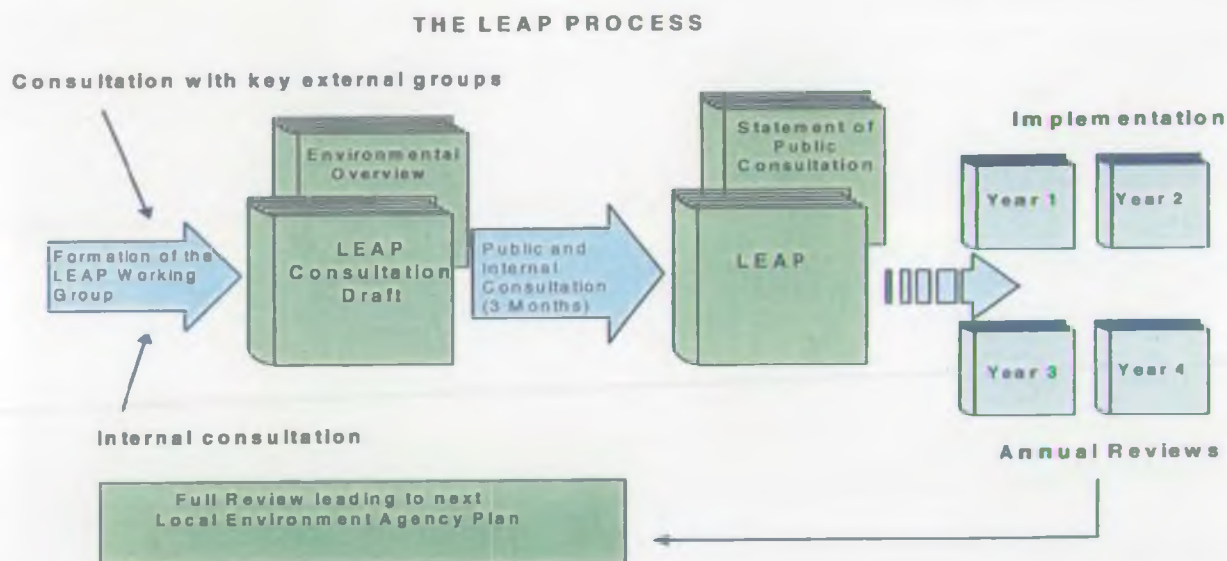 THE LEAP PROCESS
Consultation with key external groups
Environmental
Overview
Statement of
Public
Consultation
Implementation
Year 1
Year 2
Formation of the
LEAP Working
Group
LEAP
Consultation
Draft
Public and
Internal
Consultation
(3 Months)
LEAP
Year 3
Year 4
Internal consultation
Annual Reviews
Full Review leading to next
Local Environment Agency Plan